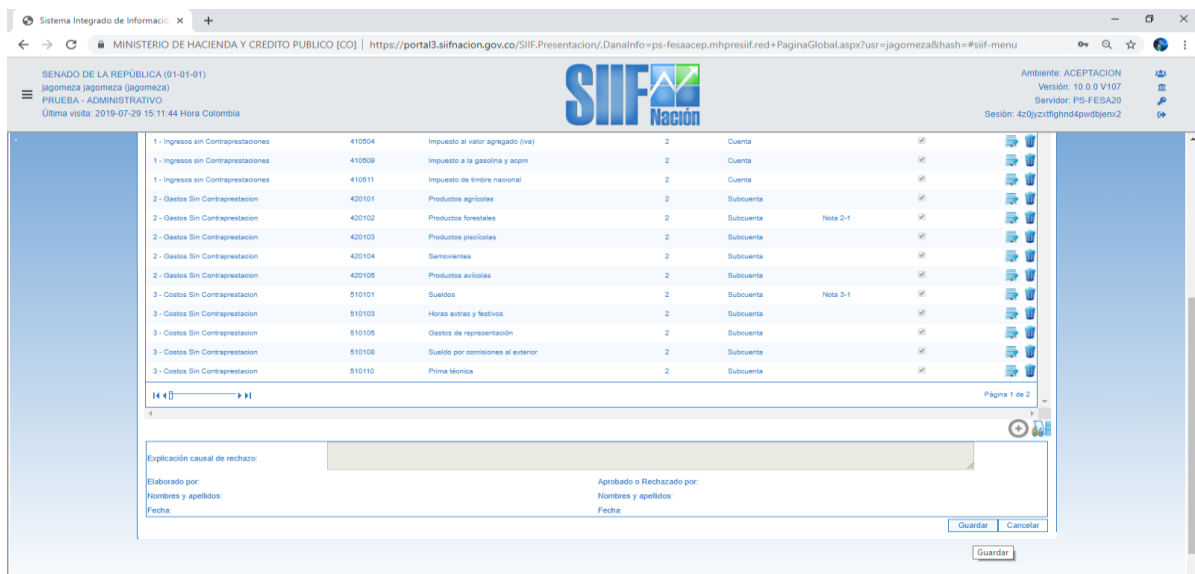 Sistema Integrado de Informació
MINISTERIO DE HACIENDA Y CREDITO PUBLICO [CO] | https://portal3.siifnacion.gov.co/SIIF.Presentacion/,DanaInfo=ps-fesaacep.mhpresiif.red+PaginaGlobal.aspx?usr=jagomeza&hash=#siif-menu
SENADO DE LA REPÚBLICA (01-01-01)
jagomeza jagomeza (jagomeza)
PRUEBA - ADMINISTRATIVO
Última visita: 2019-07-29 15:11:44 Hora Colombia
SIIF Nación
Ambiente: ACEPTACION
Versión: 10.0.0 V107
Servidor: PS-FESA20
Sesión: 4z0jyzxtfighnd4pwdbjenx2
1 - Ingresos sin Contraprestaciones 410504 Impuesto al valor agregado (iva) 2 Cuenta
1 - Ingresos sin Contraprestaciones 410509 Impuesto a la gasolina y acpm 2 Cuenta
1 - Ingresos sin Contraprestaciones 410511 Impuesto de timbre nacional 2 Cuenta
2 - Gastos Sin Contraprestacion 420101 Productos agrícolas 2 Subcuenta
2 - Gastos Sin Contraprestacion 420102 Productos forestales 2 Subcuenta Nota 2-1
2 - Gastos Sin Contraprestacion 420103 Productos piscícolas 2 Subcuenta
2 - Gastos Sin Contraprestacion 420104 Semovientes 2 Subcuenta
2 - Gastos Sin Contraprestacion 420105 Productos avícolas 2 Subcuenta
3 - Costos Sin Contraprestacion 510101 Sueldos 2 Subcuenta Nota 3-1
3 - Costos Sin Contraprestacion 510103 Horas extras y festivos 2 Subcuenta
3 - Costos Sin Contraprestacion 510105 Gastos de representación 2 Subcuenta
3 - Costos Sin Contraprestacion 510108 Sueldo por comisiones al exterior 2 Subcuenta
3 - Costos Sin Contraprestacion 510110 Prima técnica 2 Subcuenta
Página 1 de 2
Explicación causal de rechazo:
Elaborado por: Aprobado o Rechazado por:
Nombres y apellidos: Nombres y apellidos:
Fecha: Fecha:
Guardar Cancelar
Guardar